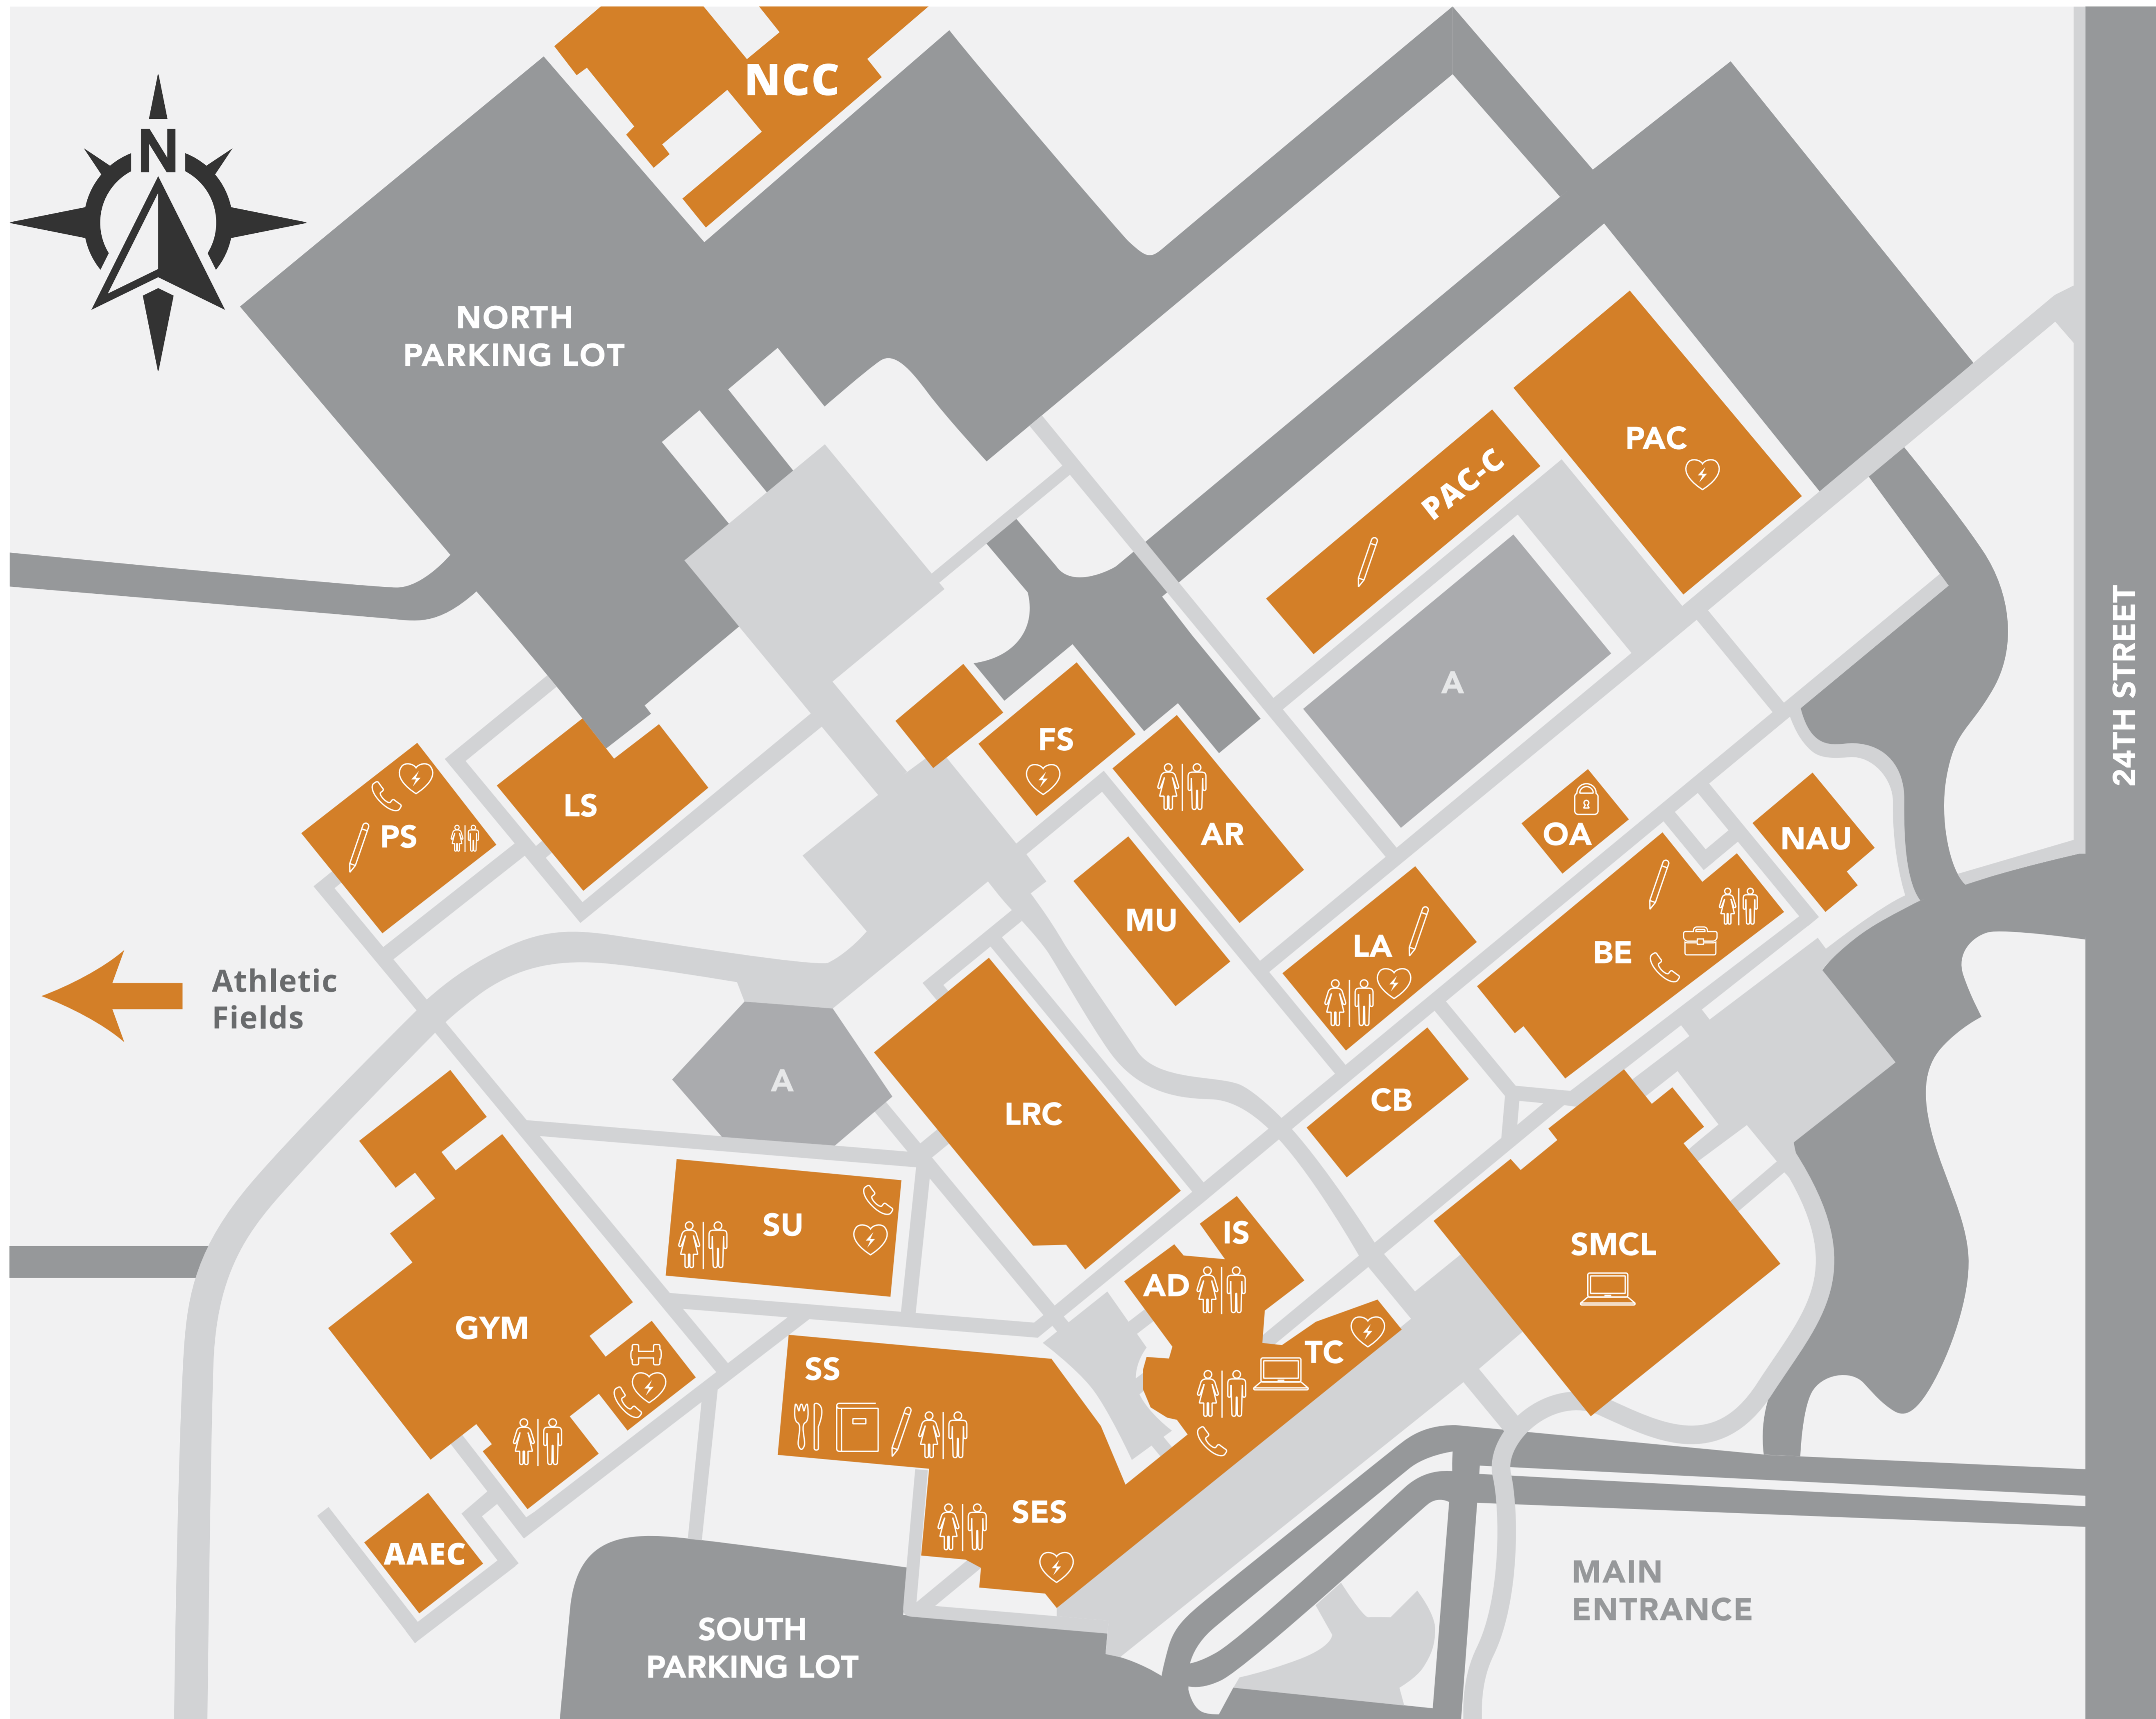 NCC
N
NORTH
PARKING LOT
PAC
PAC-C
24TH STREET
A
FS
LS
PS
AR
OA
NAU
MU
LA
BE
Athletic
Fields
A
LRC
CB
SU
IS
SMCL
AD
GYM
TC
SS
SES
AAEC
MAIN
ENTRANCE
SOUTH
PARKING LOT